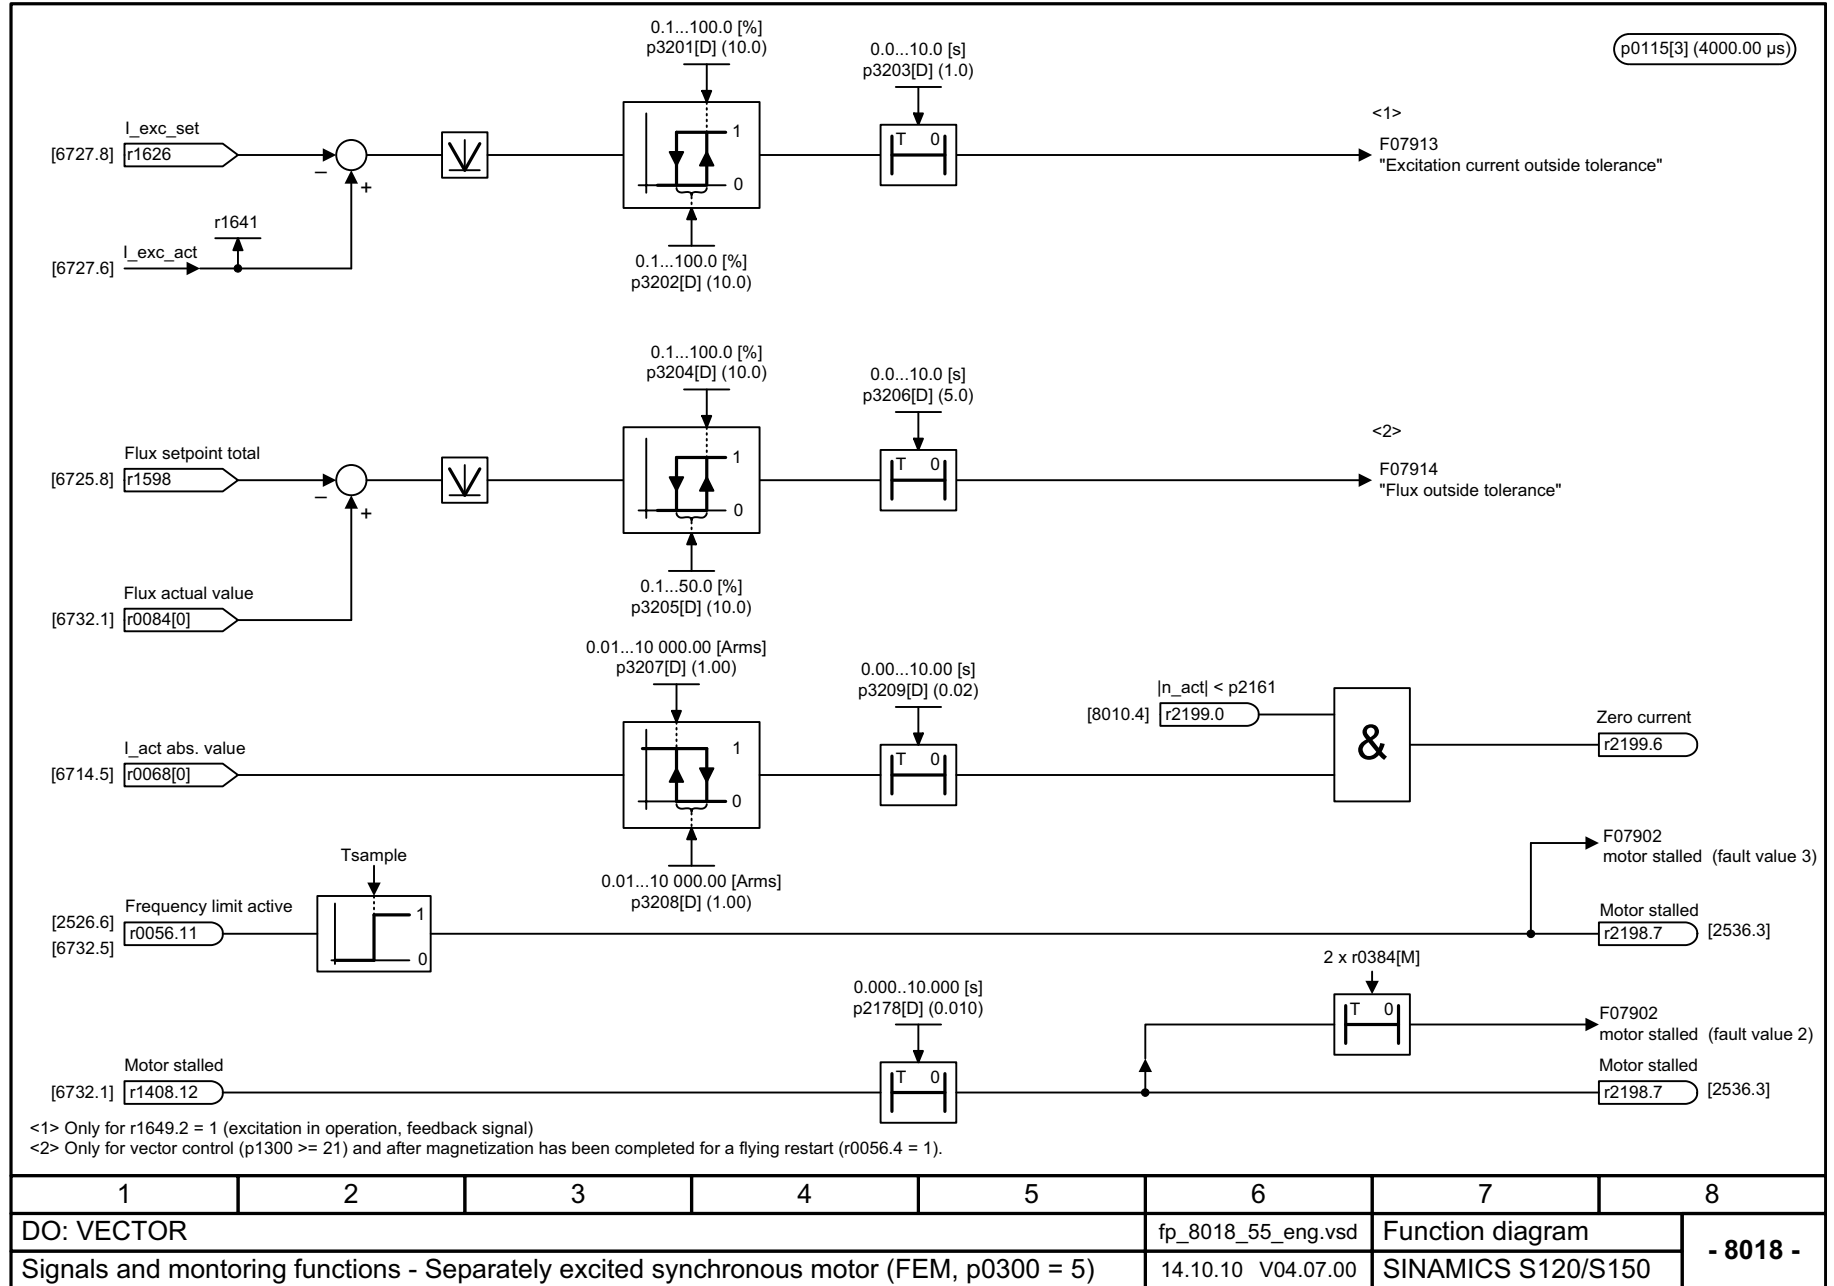 0.1...100.0 [%]
p3201[D] (10.0)
0.0...10.0 [s]
p3203[D] (1.0)
p0115[3] (4000.00 µs)
<1>
I_exc_set
[6727.8] r1626
–
+
1
0
T 0
F07913
"Excitation current outside tolerance"
r1641
I_exc_act
[6727.6]
0.1...100.0 [%]
p3202[D] (10.0)
0.1...100.0 [%]
p3204[D] (10.0)
0.0...10.0 [s]
p3206[D] (5.0)
<2>
Flux setpoint total
[6725.8] r1598
–
+
1
0
T 0
F07914
"Flux outside tolerance"
Flux actual value
[6732.1] r0084[0]
0.1...50.0 [%]
p3205[D] (10.0)
0.01...10 000.00 [Arms]
p3207[D] (1.00)
0.00...10.00 [s]
p3209[D] (0.02)
|n_act| < p2161
[8010.4] r2199.0
&
Zero current
r2199.6
I_act abs. value
[6714.5] r0068[0]
1
0
T 0
0.01...10 000.00 [Arms]
p3208[D] (1.00)
Tsample
F07902
motor stalled (fault value 3)
Frequency limit active
[2526.6]
[6732.5]
r0056.11
1
0
Motor stalled
r2198.7 [2536.3]
2 x r0384[M]
T 0
0.000..10.000 [s]
p2178[D] (0.010)
F07902
motor stalled (fault value 2)
Motor stalled
[6732.1] r1408.12
T 0
Motor stalled
r2198.7 [2536.3]
<1> Only for r1649.2 = 1 (excitation in operation, feedback signal)
<2> Only for vector control (p1300 >= 21) and after magnetization has been completed for a flying restart (r0056.4 = 1).
1 2 3 4 5 6 7 8
DO: VECTOR
fp_8018_55_eng.vsd
Function diagram
- 8018 -
Signals and montoring functions - Separately excited synchronous motor (FEM, p0300 = 5)
14.10.10 V04.07.00
SINAMICS S120/S150